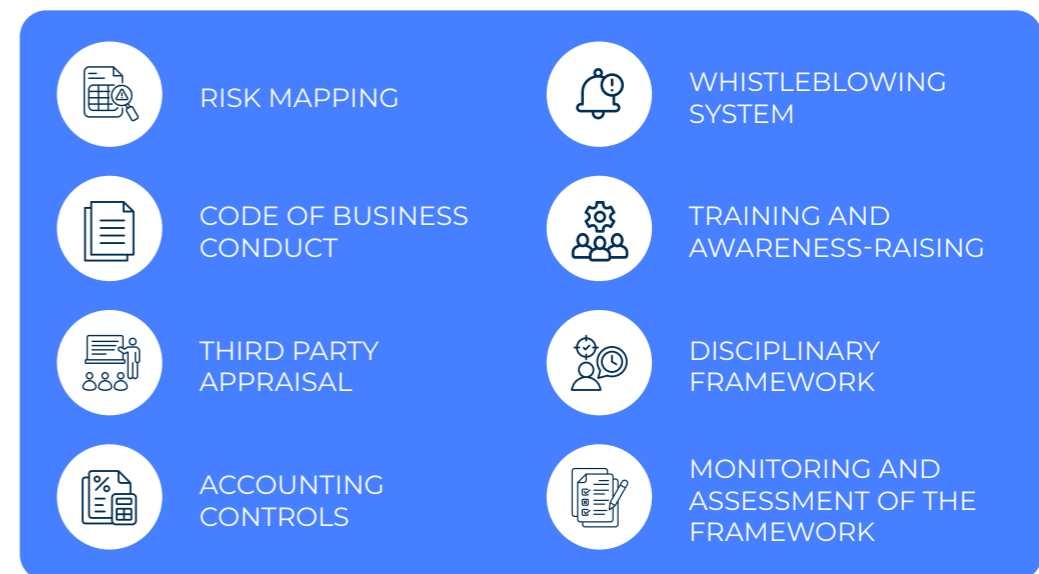 RISK MAPPING
CODE OF BUSINESS
CONDUCT
THIRD PARTY
APPRAISAL
ACCOUNTING
CONTROLS
WHISTLEBLOWING
SYSTEM
TRAINING AND
AWARENESS-RAISING
DISCIPLINARY
FRAMEWORK
MONITORING AND
ASSESSMENT OF THE
FRAMEWORK